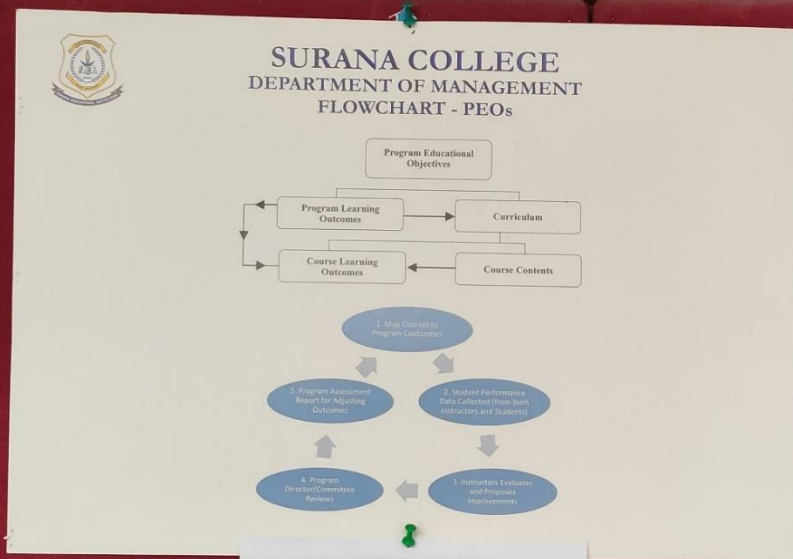 SURANA COLLEGE
DEPARTMENT OF MANAGEMENT
FLOWCHART - PEOs
Program Educational
Objectives
Program Learning
Outcomes
Curriculum
Course Learning
Outcomes
Course Contents
1. Map Courses to
Program Coutcomes
2. Student Performance
Data Collected (from both
Instructors and Students)
3. Instructors Evaluates
and Proposes
Improvements
4. Program
Director/Committee
Reviews
5. Program Assessment
Report for Adjusting
Outcomes